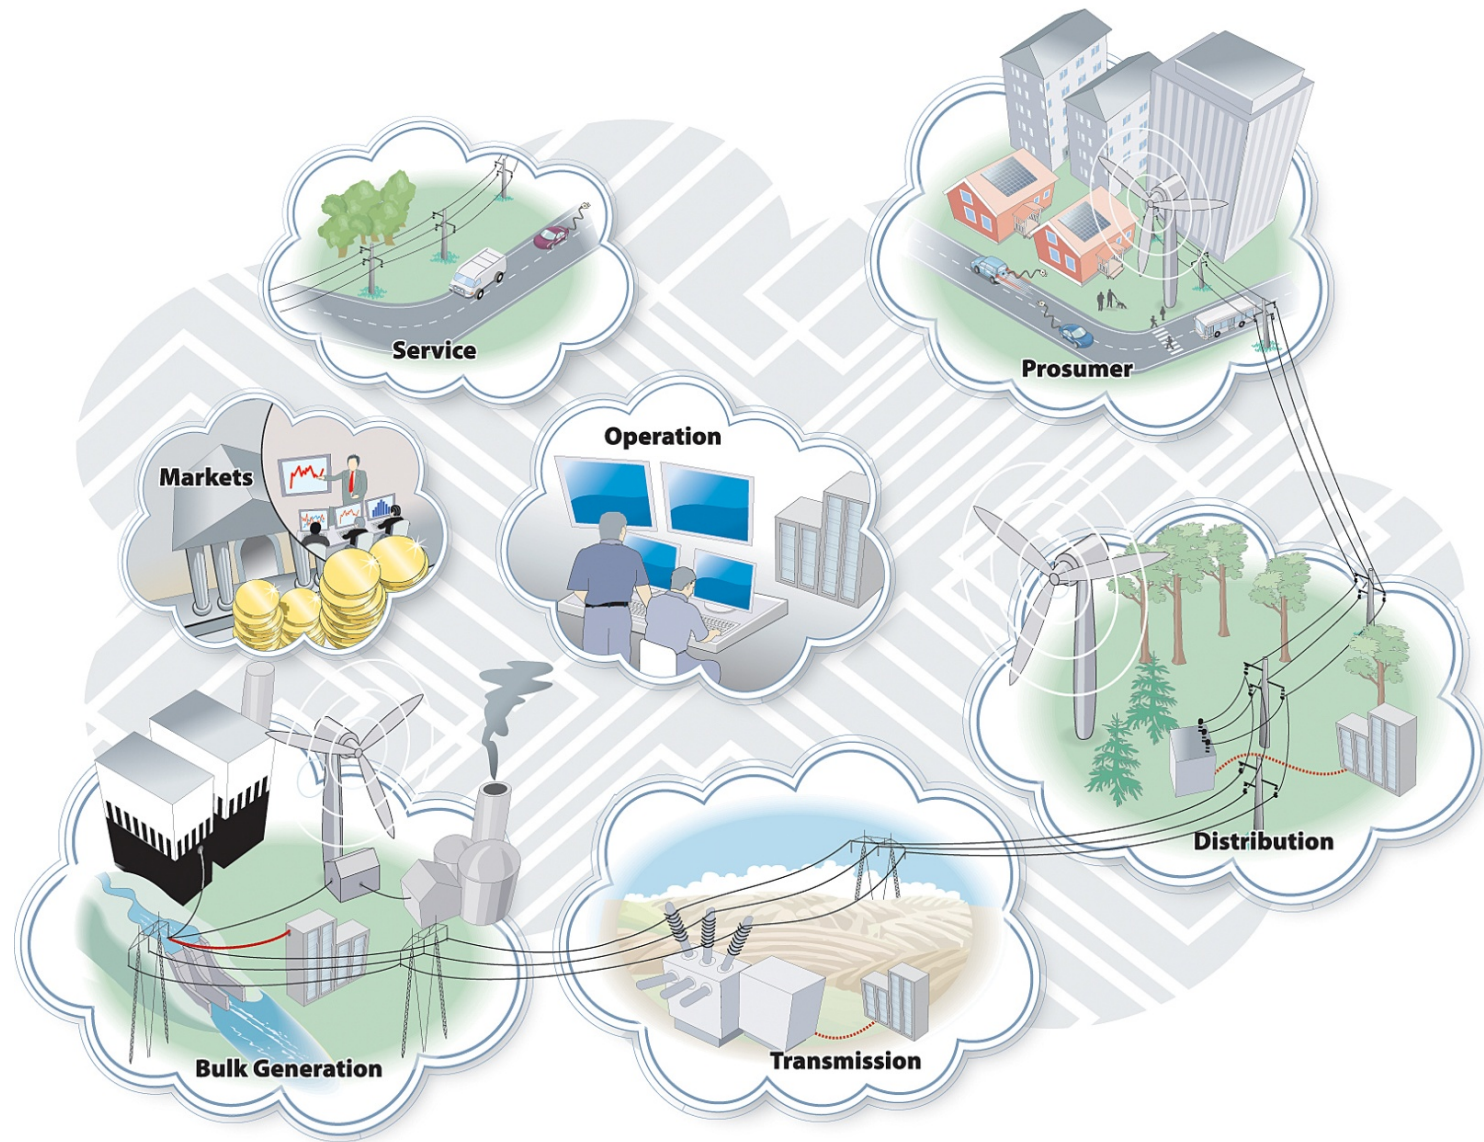 Service
Prosumer
Markets
Operation
Distribution
Bulk Generation
Transmission